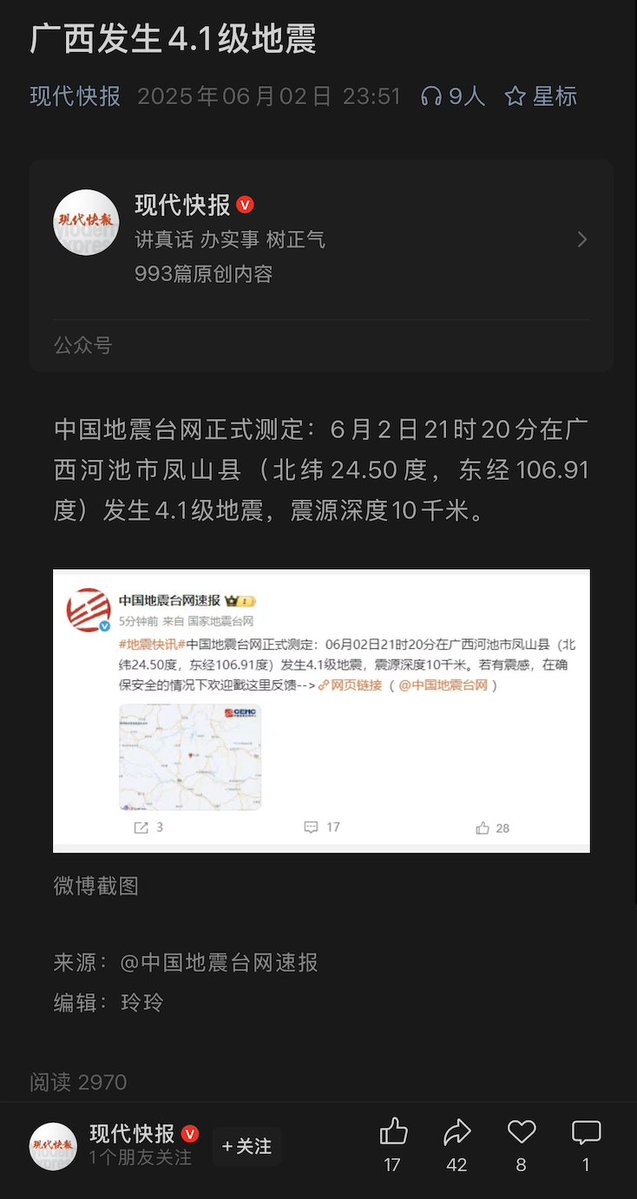 广西发生4.1级地震
现代快报 2025年06月02日 23:51 9人 星标
现代快報
现代快报
讲真话 办实事 树正气
993篇原创内容
公众号
中国地震台网正式测定：6月2日21时20分在广
西河池市凤山县（北纬24.50度，东经106.91
度）发生4.1级地震，震源深度10千米。
中国地震台网速报
5分钟前 来自 国家地震台网
#地震快讯#中国地震台网正式测定：06月02日21时20分在广西河池市凤山县（北
纬24.50度，东经106.91度）发生4.1级地震，震源深度10千米。若有震感，在确
保安全的情况下欢迎戳这里反馈-->网页链接（@中国地震台网）
CENC
3 17 28
微博截图
来源：@中国地震台网速报
编辑：玲玲
阅读 2970
现代快報
现代快报
1个朋友关注
+关注
17 42 8 1